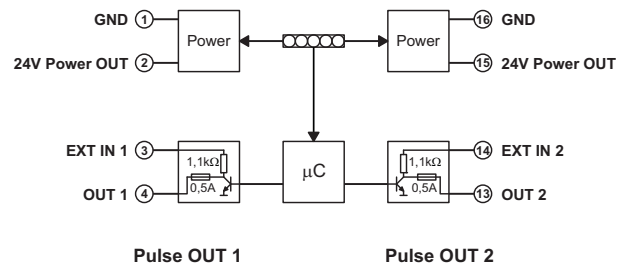 GND 1 16 GND
Power Power
24V Power OUT 2 15 24V Power OUT
EXT IN 1 3 14 EXT IN 2
1,1kΩ µC 1,1kΩ
OUT 1 4 0,5A 0,5A 13 OUT 2
Pulse OUT 1 Pulse OUT 2